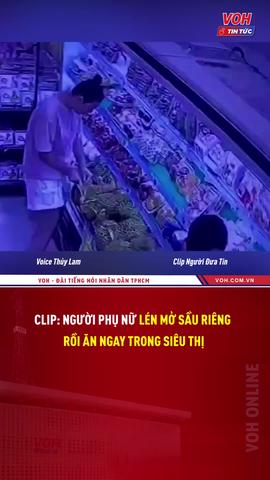 VOH
TIN TỨC
Voice Thúy Lam
Clip Người Đưa Tin
VOH - ĐÀI TIẾNG NÓI NHÂN DÂN TPHCM
VOH.COM.VN
CLIP: NGƯỜI PHỤ NỮ LÉN MỞ SẦU RIÊNG
RỒI ĂN NGAY TRONG SIÊU THỊ
VOH ONLINE